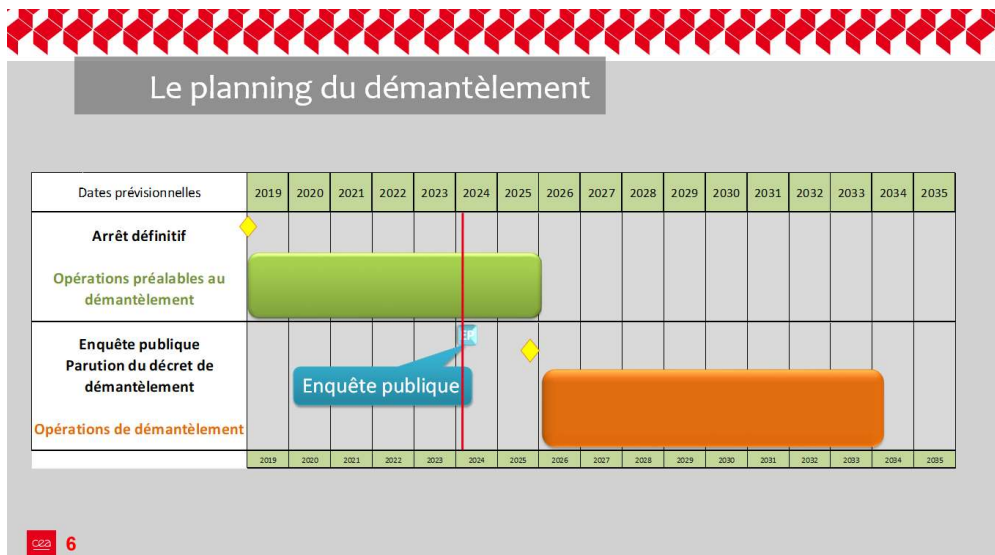 Le planning du démantèlement
Dates prévisionnelles 2019 2020 2021 2022 2023 2024 2025 2026 2027 2028 2029 2030 2031 2032 2033 2034 2035
Arrêt définitif
Opérations préalables au
démantèlement
Enquête publique
Parution du décret de
démantèlement
EP
Enquête publique
Opérations de démantèlement
2019 2020 2021 2022 2023 2024 2025 2026 2027 2028 2029 2030 2031 2032 2033 2034 2035
cea 6